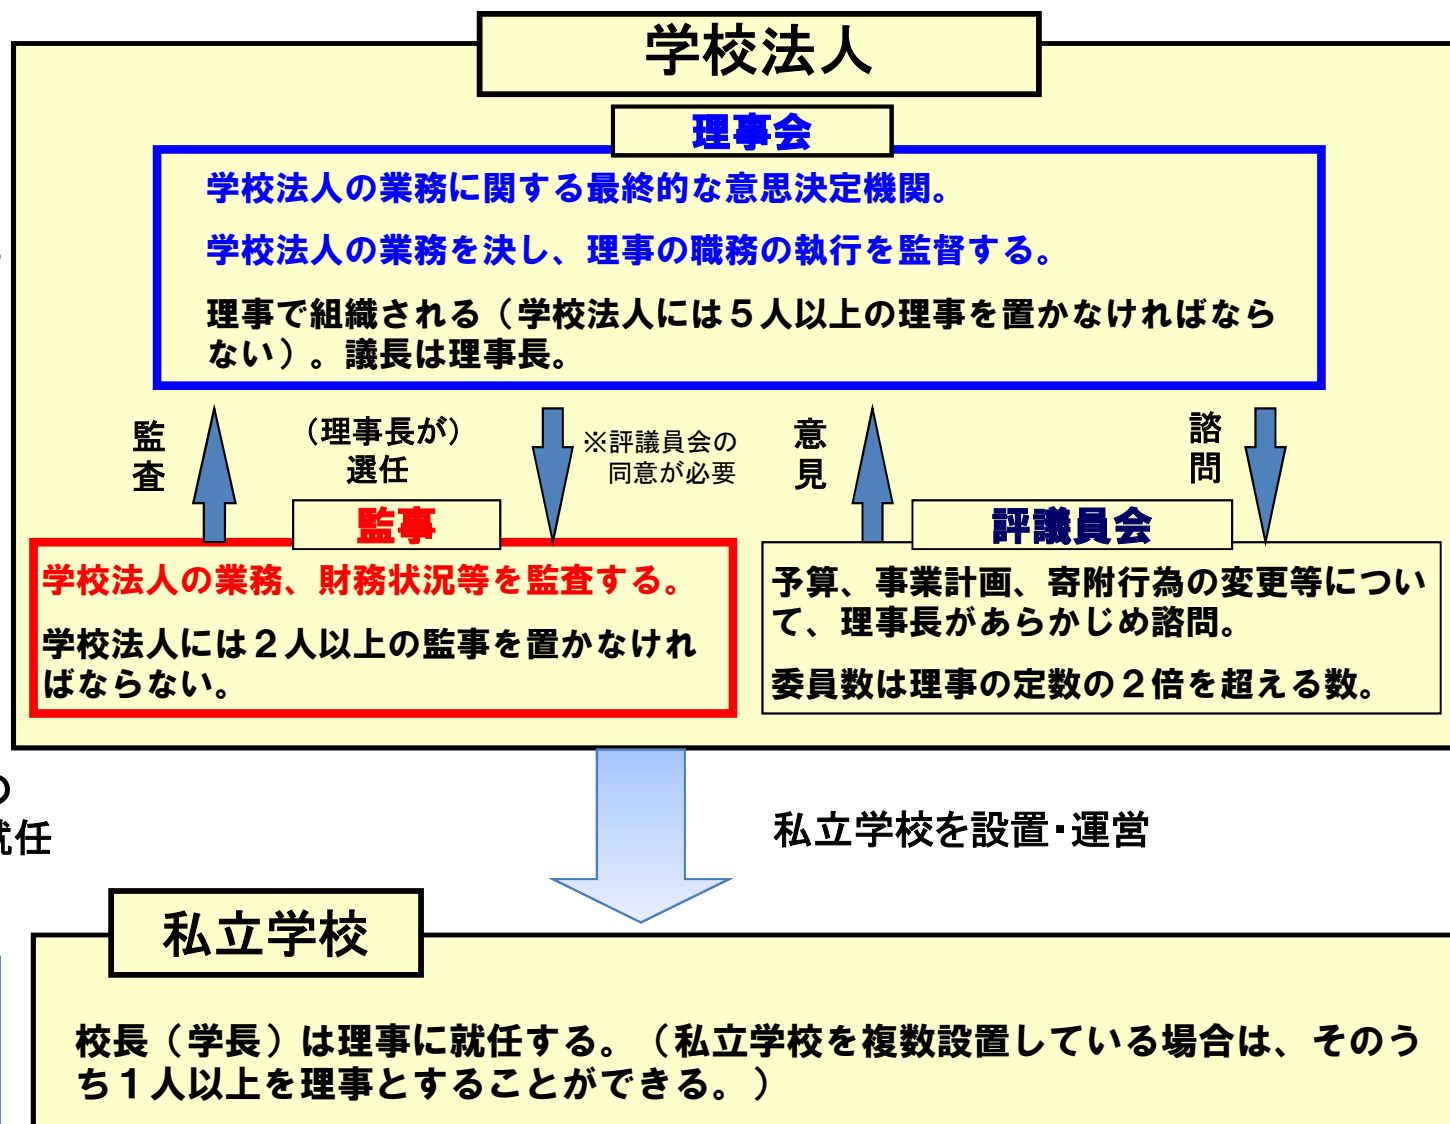 学校法人
理事会
学校法人の業務に関する最終的な意思決定機関。
学校法人の業務を決し、理事の職務の執行を監督する。
理事で組織される（学校法人には５人以上の理事を置かなければなら
ない）。議長は理事長。
監
査
（理事長が）
選任
※評議員会の
同意が必要
意
見
諮
問
監事
学校法人の業務、財務状況等を監査する。
学校法人には２人以上の監事を置かなけれ
ばならない。
評議員会
予算、事業計画、寄附行為の変更等につい
て、理事長があらかじめ諮問。
委員数は理事の定数の２倍を超える数。
の
就任
私立学校を設置・運営
私立学校
校長（学長）は理事に就任する。（私立学校を複数設置している場合は、そのう
ち１人以上を理事とすることができる。）